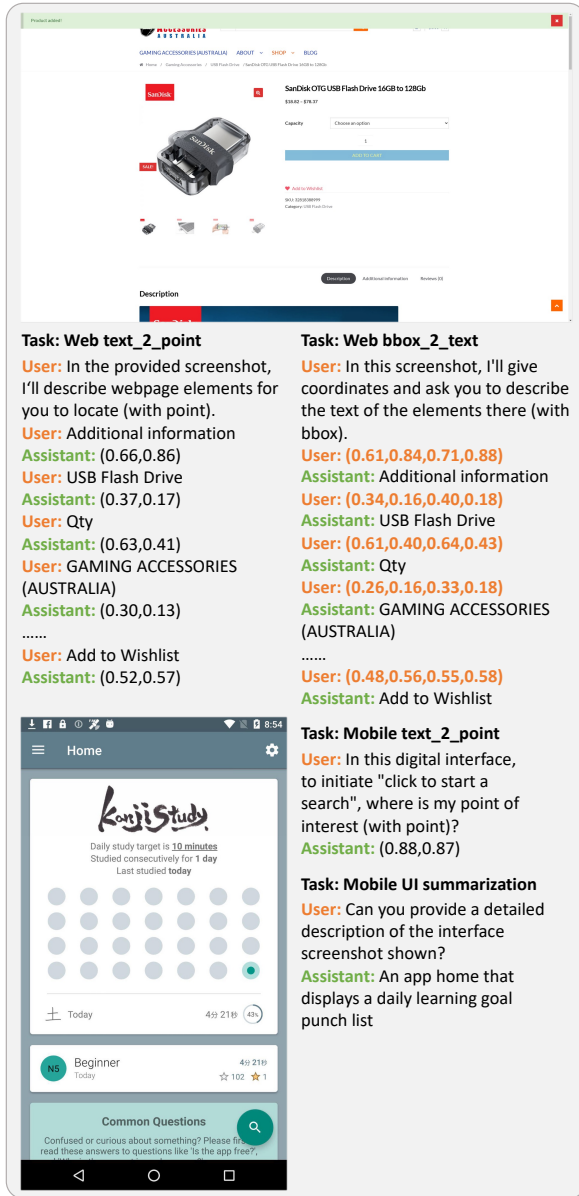 Product added!
ACCESSORIES
AUSTRALIA
GAMING ACCESSORIES (AUSTRALIA) ABOUT SHOP BLOG
Home / Gaming Accessories / USB Flash Drive / SanDisk OTG USB Flash Drive 16GB to 128Gb
SanDisk
SanDisk OTG USB Flash Drive 16GB to 128Gb
$18.82 – $78.37
Capacity Choose an option
1
ADD TO CART
SanDisk
SALE!
Add to Wishlist
SKU: 32818388999
Category: USB Flash Drive
Description Additional information Reviews (0)
Description
SanDisk
Task: Web text_2_point
User: In the provided screenshot,
I‘ll describe webpage elements for
you to locate (with point).
User: Additional information
Assistant: (0.66,0.86)
User: USB Flash Drive
Assistant: (0.37,0.17)
User: Qty
Assistant: (0.63,0.41)
User: GAMING ACCESSORIES
(AUSTRALIA)
Assistant: (0.30,0.13)
......
User: Add to Wishlist
Assistant: (0.52,0.57)
Task: Web bbox_2_text
User: In this screenshot, I'll give
coordinates and ask you to describe
the text of the elements there (with
bbox).
User: (0.61,0.84,0.71,0.88)
Assistant: Additional information
User: (0.34,0.16,0.40,0.18)
Assistant: USB Flash Drive
User: (0.61,0.40,0.64,0.43)
Assistant: Qty
User: (0.26,0.16,0.33,0.18)
Assistant: GAMING ACCESSORIES
(AUSTRALIA)
......
User: (0.48,0.56,0.55,0.58)
Assistant: Add to Wishlist
8:54
Home
Kanji Study
Daily study target is 10 minutes
Studied consecutively for 1 day
Last studied today
土 Today 4分 21秒 43%
N5 Beginner 4分 21秒
Today 102 1
Common Questions
Confused or curious about something? Please first
read these answers to questions like 'Is the app free?',
Task: Mobile text_2_point
User: In this digital interface,
to initiate "click to start a
search", where is my point of
interest (with point)?
Assistant: (0.88,0.87)
Task: Mobile UI summarization
User: Can you provide a detailed
description of the interface
screenshot shown?
Assistant: An app home that
displays a daily learning goal
punch list